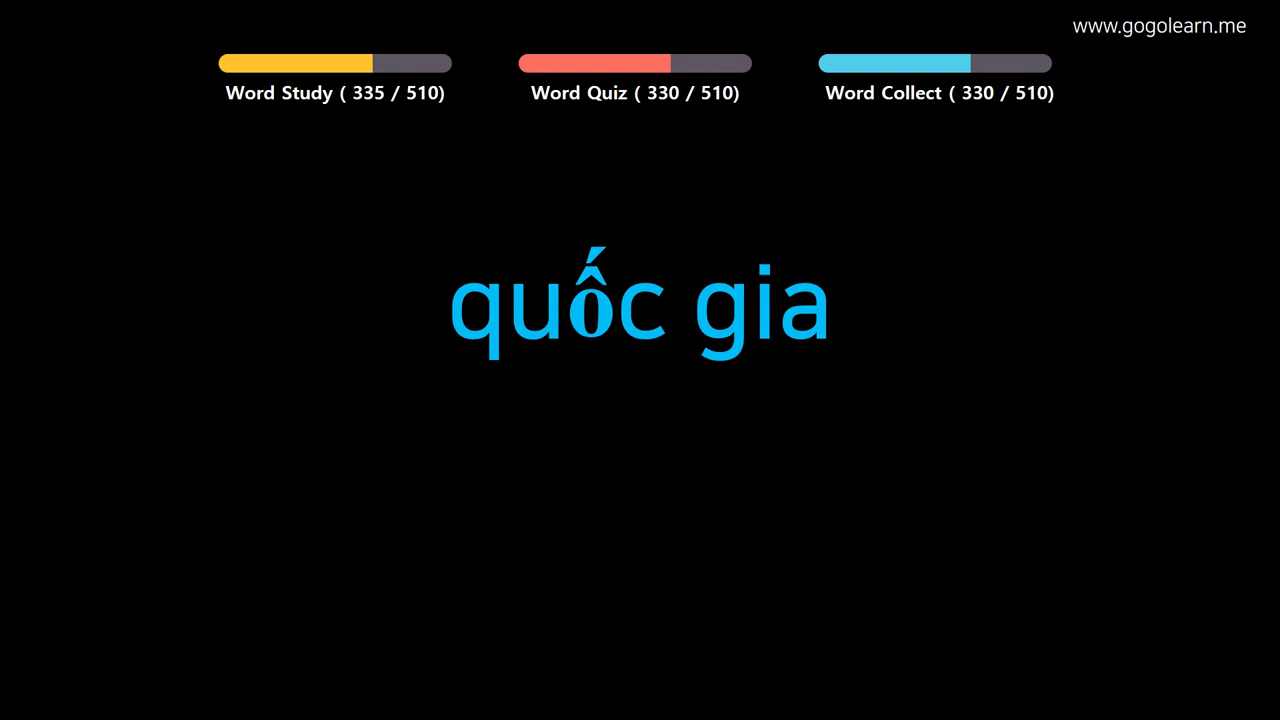 www.gogolearn.me
Word Study ( 335 / 510)
Word Quiz ( 330 / 510)
Word Collect ( 330 / 510)
quốc gia